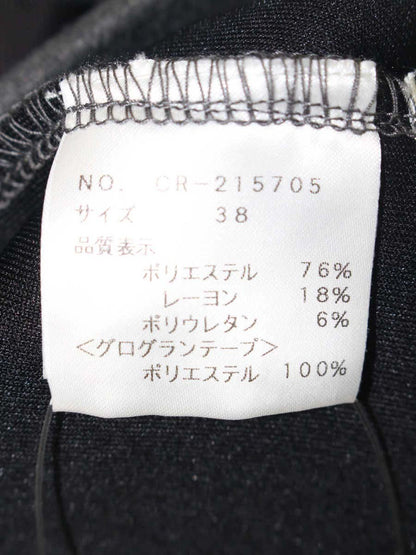 NO. CR-215705
サイズ 38
品質表示
ポリエステル 76%
レーヨン 18%
ポリウレタン 6%
<グログランテープ>
ポリエステル 100%